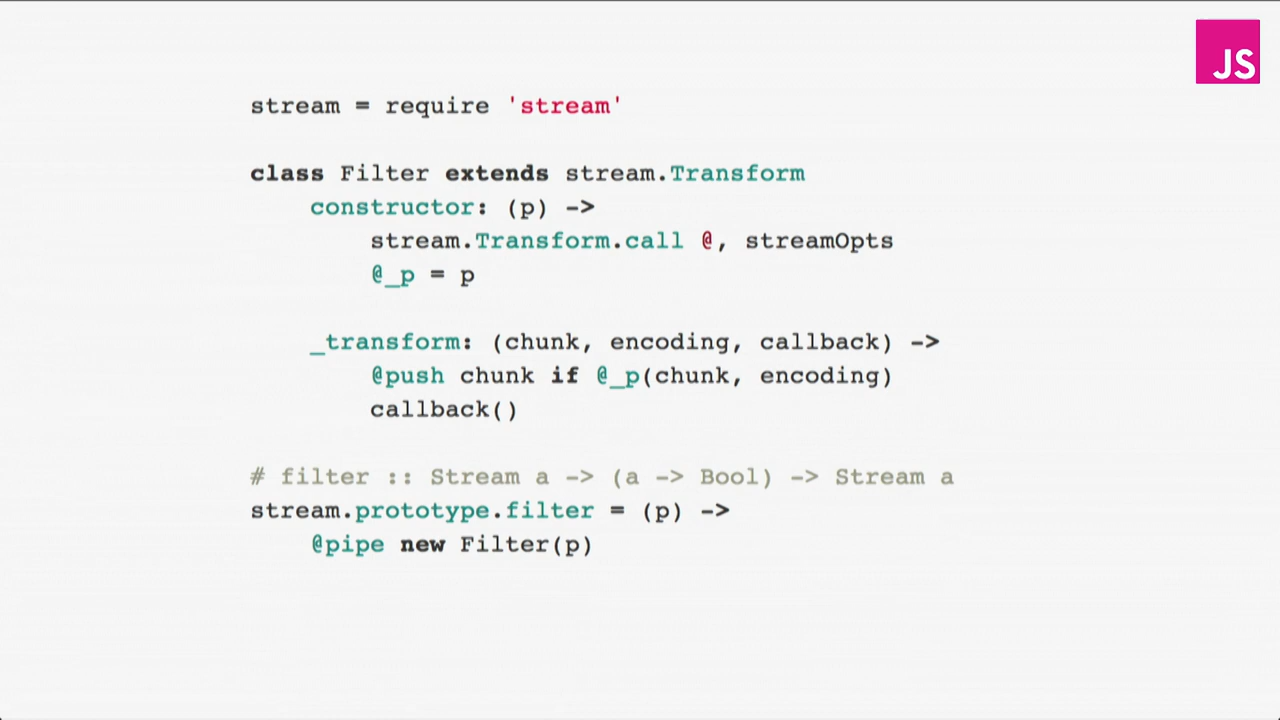 JS
stream = require 'stream'
class Filter extends stream.Transform
constructor: (p) ->
stream.Transform.call @, streamOpts
@_p = p
_transform: (chunk, encoding, callback) ->
@push chunk if @_p(chunk, encoding)
callback()
# filter :: Stream a -> (a -> Bool) -> Stream a
stream.prototype.filter = (p) ->
@pipe new Filter(p)